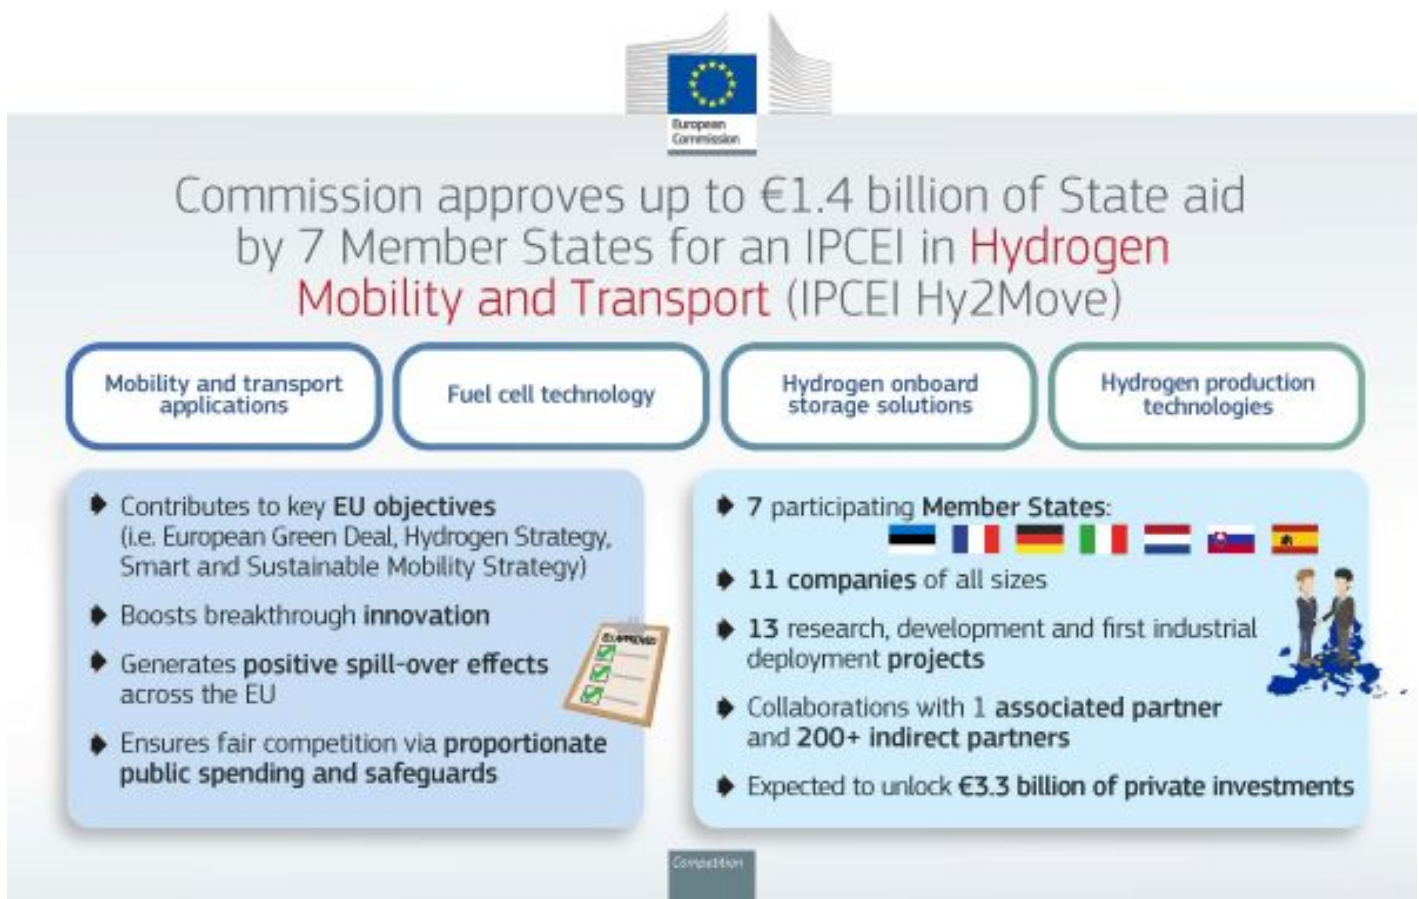 European
Commission
Commission approves up to €1.4 billion of State aid
by 7 Member States for an IPCEI in Hydrogen
Mobility and Transport (IPCEI Hy2Move)
Mobility and transport
applications
Fuel cell technology
Hydrogen onboard
storage solutions
Hydrogen production
technologies
Contributes to key EU objectives
(i.e. European Green Deal, Hydrogen Strategy,
Smart and Sustainable Mobility Strategy)
Boosts breakthrough innovation
Generates positive spill-over effects
across the EU
Ensures fair competition via proportionate
public spending and safeguards
7 participating Member States:
11 companies of all sizes
13 research, development and first industrial
deployment projects
Collaborations with 1 associated partner
and 200+ indirect partners
Expected to unlock €3.3 billion of private investments
Competition